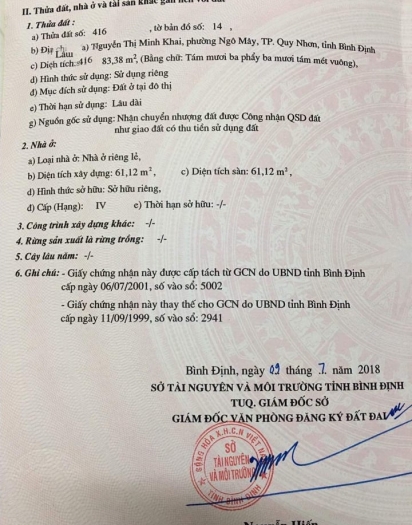 II. Thửa đất, nhà ở và tài sản khác gắn liền với đất
1. Thửa đất:
a) Thửa đất số: 416 , tờ bản đồ số: 14 ,
b) Địa Lầu a) Nguyễn Thị Minh Khai, phường Ngô Mây, TP. Quy Nhơn, tỉnh Bình Định
c) Diện tích: 416 83,38 m², (Bằng chữ: Tám mươi ba phẩy ba mươi tám mét vuông),
d) Hình thức sử dụng: Sử dụng riêng
đ) Mục đích sử dụng: Đất ở tại đô thị
e) Thời hạn sử dụng: Lâu dài
g) Nguồn gốc sử dụng: Nhận chuyển nhượng đất được Công nhận QSD đất
như giao đất có thu tiền sử dụng đất
2. Nhà ở:
a) Loại nhà ở: Nhà ở riêng lẻ,
b) Diện tích xây dựng: 61,12 m², c) Diện tích sàn: 61,12 m²,
d) Hình thức sở hữu: Sở hữu riêng,
đ) Cấp (Hạng): IV e) Thời hạn sở hữu: -/-
3. Công trình xây dựng khác: -/-
4. Rừng sản xuất là rừng trồng: -/-
5. Cây lâu năm: -/-
6. Ghi chú: - Giấy chứng nhận này được cấp tách từ GCN do UBND tỉnh Bình Định
cấp ngày 06/07/2001, số vào sổ: 5002
- Giấy chứng nhận này thay thế cho GCN do UBND tỉnh Bình Định
cấp ngày 11/09/1999, số vào sổ: 2941
Bình Định, ngày 09 tháng 7. năm 2018
SỞ TÀI NGUYÊN VÀ MÔI TRƯỜNG TỈNH BÌNH ĐỊNH
TUQ. GIÁM ĐỐC SỞ
GIÁM ĐỐC VĂN PHÒNG ĐĂNG KÝ ĐẤT ĐAI
CỘNG HÒA X.H.C.N VIỆT NAM
SỞ
TÀI NGUYÊN
VÀ MÔI TRƯỜNG
TỈNH BÌNH ĐỊNH